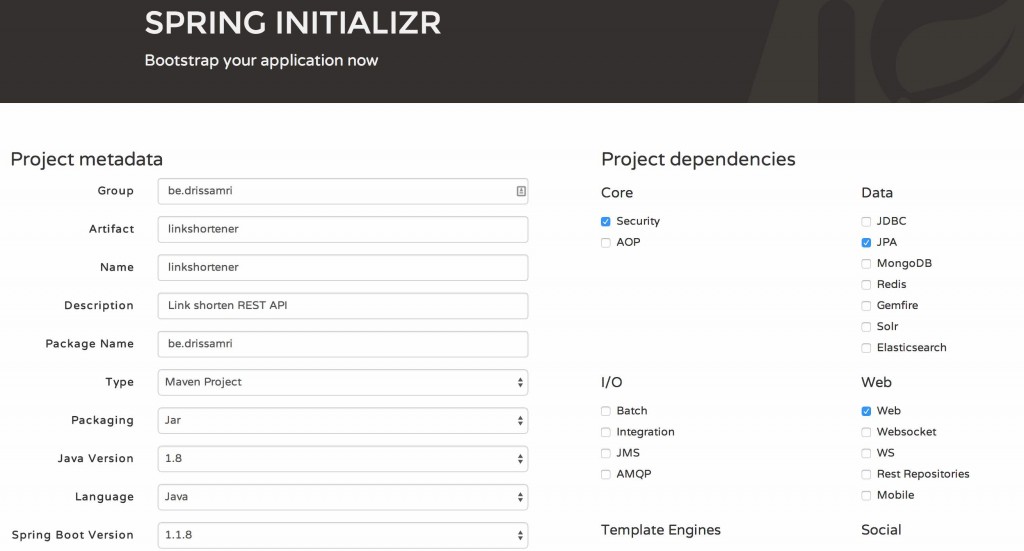 SPRING INITIALIZR
Bootstrap your application now
Project metadata
Group be.drissamri
Artifact linkshortener
Name linkshortener
Description Link shorten REST API
Package Name be.drissamri
Type Maven Project
Packaging Jar
Java Version 1.8
Language Java
Spring Boot Version 1.1.8
Project dependencies
Core
Security
AOP
Data
JDBC
JPA
MongoDB
Redis
Gemfire
Solr
Elasticsearch
I/O
Batch
Integration
JMS
AMQP
Web
Web
Websocket
WS
Rest Repositories
Mobile
Template Engines
Social